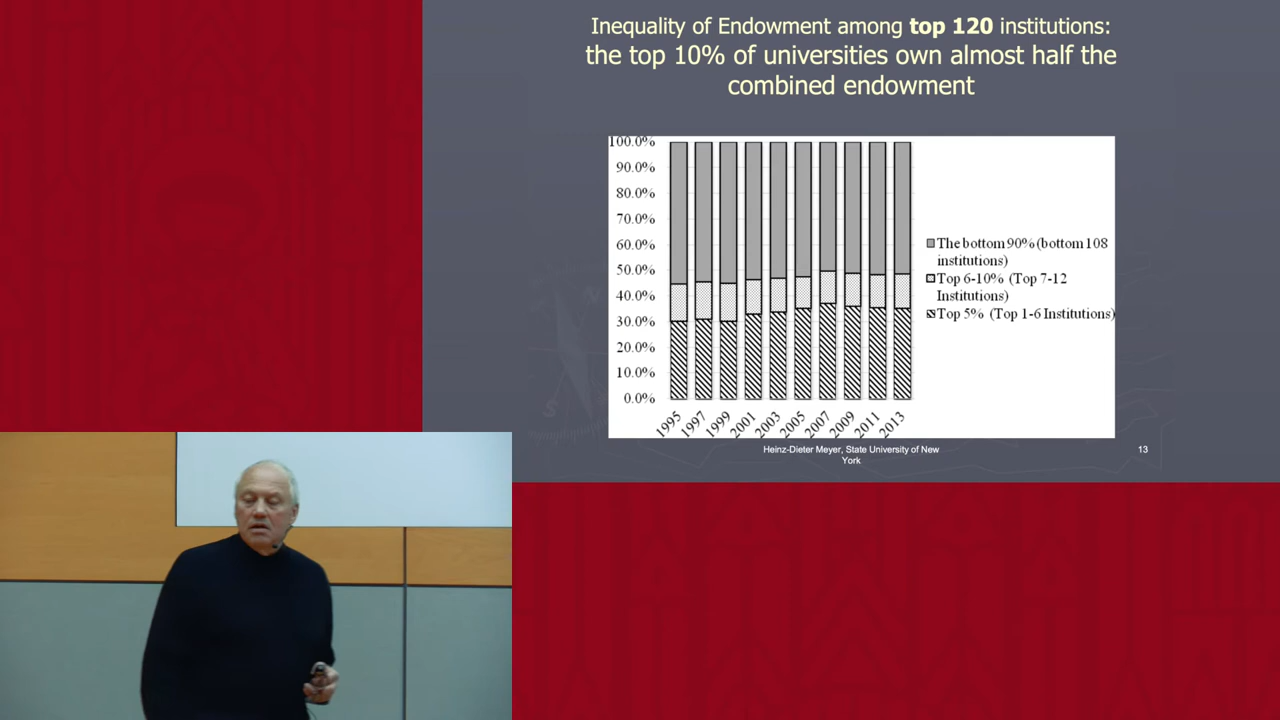 Inequality of Endowment among top 120 institutions:
the top 10% of universities own almost half the
combined endowment
100.0%
90.0%
80.0%
70.0%
60.0%
50.0%
40.0%
30.0%
20.0%
10.0%
0.0%
1995
1997
1999
2001
2003
2005
2007
2009
2011
2013
The bottom 90% (bottom 108
institutions)
Top 6-10% (Top 7-12
Institutions)
Top 5% (Top 1-6 Institutions)
Heinz-Dieter Meyer, State University of New
York
13